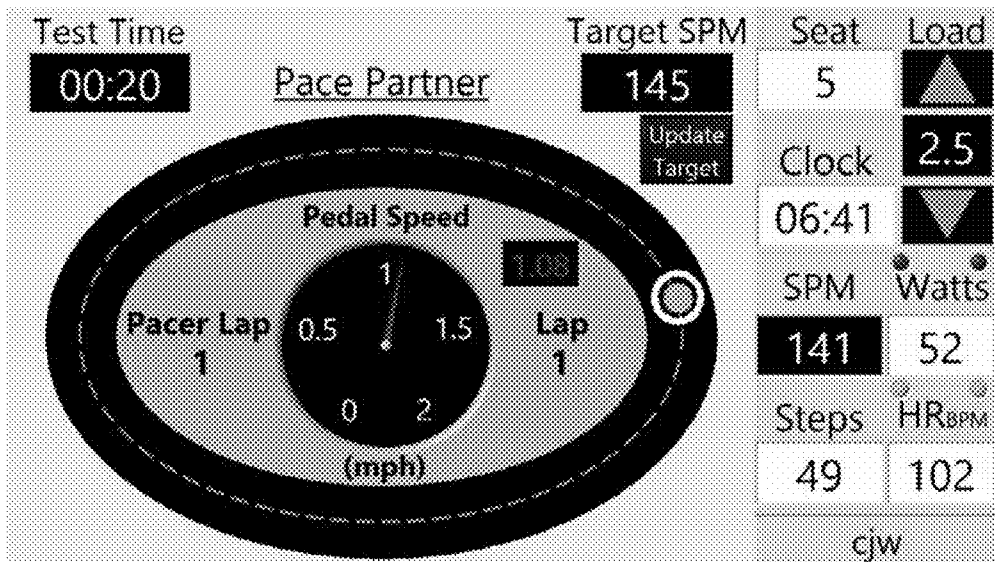 Test Time
00:20
Pace Partner
Target SPM
145
Update
Target
Pedal Speed
1.08
0.5
1
1.5
0
2
(mph)
Pacer Lap
1
Lap
1
Seat
5
Load
2.5
Clock
06:41
SPM
141
Watts
52
Steps
49
HRBPM
102
cjw